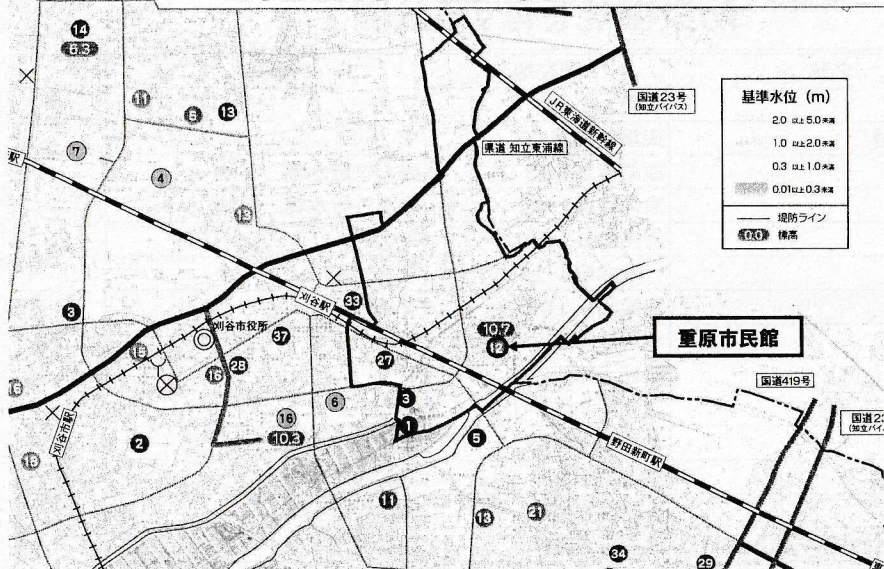 14
6.3
11
6
13
7
4
13
JR東海道新幹線
国道23号
(知立バイパス)
県道 知立東浦線
基準水位（m）
2.0 以上5.0未満
1.0 以上2.0未満
0.3 以上1.0未満
0.01以上0.3未満
堤防ライン
0.0 標高
駅
3
刈谷駅
33
刈谷市役所
37
27
10.7
12
重原市民館
15
16
28
国道419号
16
刈谷市駅
2
16
10.3
6
3
1
5
野田新町駅
国道23
(知立バイパ
18
11
13
21
34
29